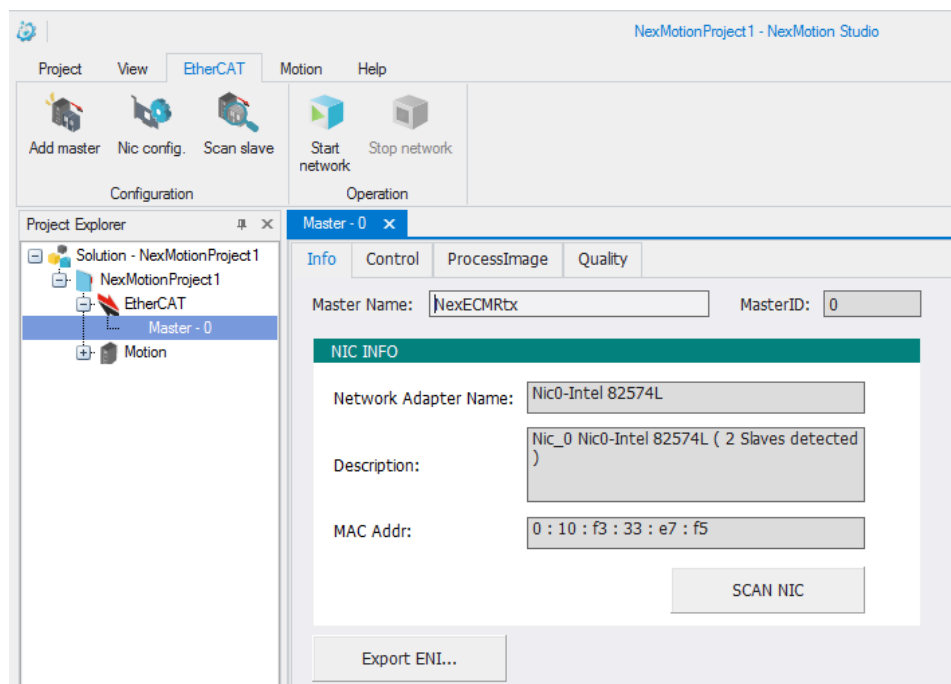 NexMotionProject1 - NexMotion Studio
Project View EtherCAT Motion Help
Add master Nic config. Scan slave Start network Stop network
Configuration Operation
Project Explorer
Solution - NexMotionProject1
NexMotionProject1
EtherCAT
Master - 0
Motion
Master - 0
Info Control ProcessImage Quality
Master Name: NexECMRtx MasterID: 0
NIC INFO
Network Adapter Name: Nic0-Intel 82574L
Description: Nic_0 Nic0-Intel 82574L ( 2 Slaves detected
)
MAC Addr: 0 : 10 : f3 : 33 : e7 : f5
SCAN NIC
Export ENI...